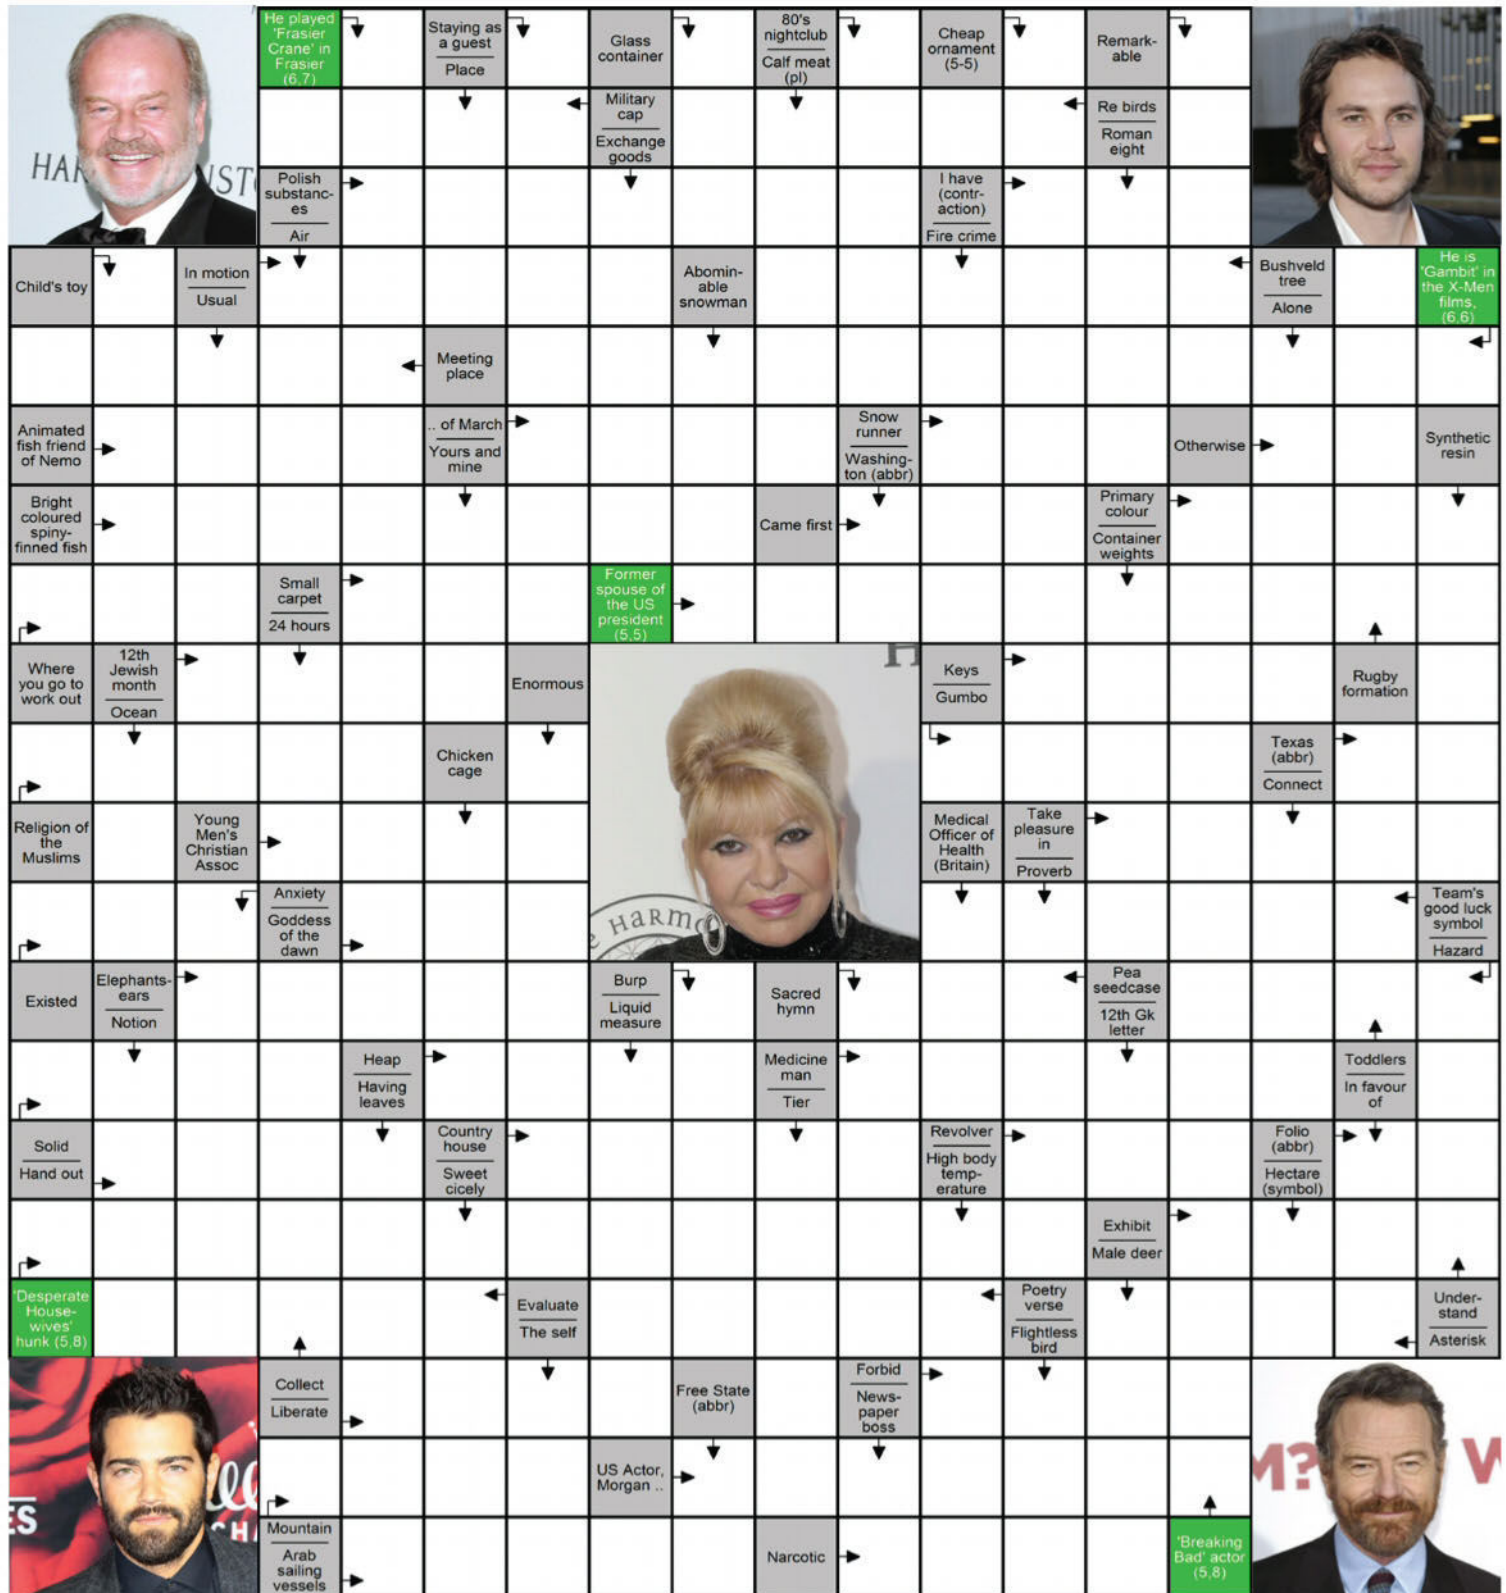 He played
'Frasier
Crane' in
Frasier
(6,7)
Staying as
a guest
Place
Glass
container
80's
nightclub
Calf meat
(pl)
Cheap
ornament
(5-5)
Remark-
able
Military
cap
Exchange
goods
Re birds
Roman
eight
HAR
NST
Polish
substanc-
es
Air
I have
(contr-
action)
Fire crime
Child's toy
In motion
Usual
Abomin-
able
snowman
Bushveld
tree
Alone
He is
'Gambit' in
the X-Men
films,
(6,6)
Meeting
place
Animated
fish friend
of Nemo
.. of March
Yours and
mine
Snow
runner
Washing-
ton (abbr)
Otherwise
Synthetic
resin
Bright
coloured
spiny-
finned fish
Came first
Primary
colour
Container
weights
Small
carpet
24 hours
Former
spouse of
the US
president
(5,5)
Where
you go to
work out
12th
Jewish
month
Ocean
Enormous
H
Keys
Gumbo
Rugby
formation
Chicken
cage
Texas
(abbr)
Connect
Religion of
the
Muslims
Young
Men's
Christian
Assoc
Medical
Officer of
Health
(Britain)
Take
pleasure
in
Proverb
Anxiety
Goddess
of the
dawn
e HARMO
Team's
good luck
symbol
Hazard
Existed
Elephants-
ears
Notion
Burp
Liquid
measure
Sacred
hymn
Pea
seedcase
12th Gk
letter
Heap
Having
leaves
Medicine
man
Tier
Toddlers
In favour
of
Solid
Hand out
Country
house
Sweet
cicely
Revolver
High body
temp-
erature
Folio
(abbr)
Hectare
(symbol)
Exhibit
Male deer
'Desperate
House-
wives'
hunk (5,8)
Evaluate
The self
Poetry
verse
Flightless
bird
Under-
stand
Asterisk
Collect
Liberate
Free State
(abbr)
Forbid
News-
paper
boss
ES
CHA
US Actor,
Morgan ..
M?
W
Mountain
Arab
sailing
vessels
Narcotic
'Breaking
Bad' actor
(5,8)